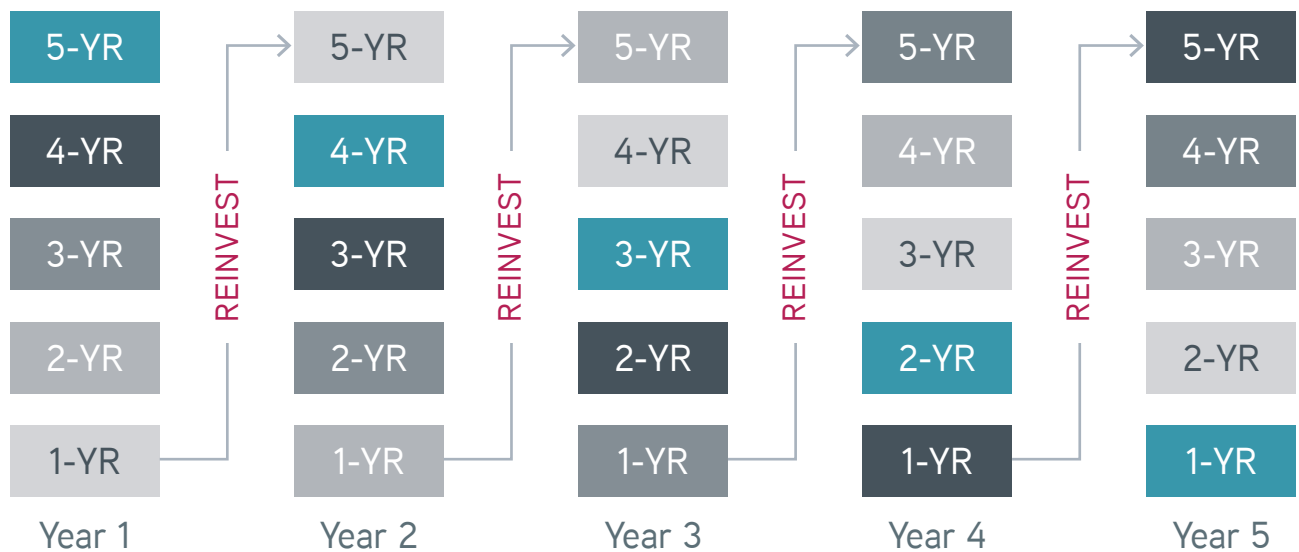 5-YR
4-YR
3-YR
2-YR
1-YR
Year 1
REINVEST
5-YR
4-YR
3-YR
2-YR
1-YR
Year 2
REINVEST
5-YR
4-YR
3-YR
2-YR
1-YR
Year 3
REINVEST
5-YR
4-YR
3-YR
2-YR
1-YR
Year 4
REINVEST
5-YR
4-YR
3-YR
2-YR
1-YR
Year 5